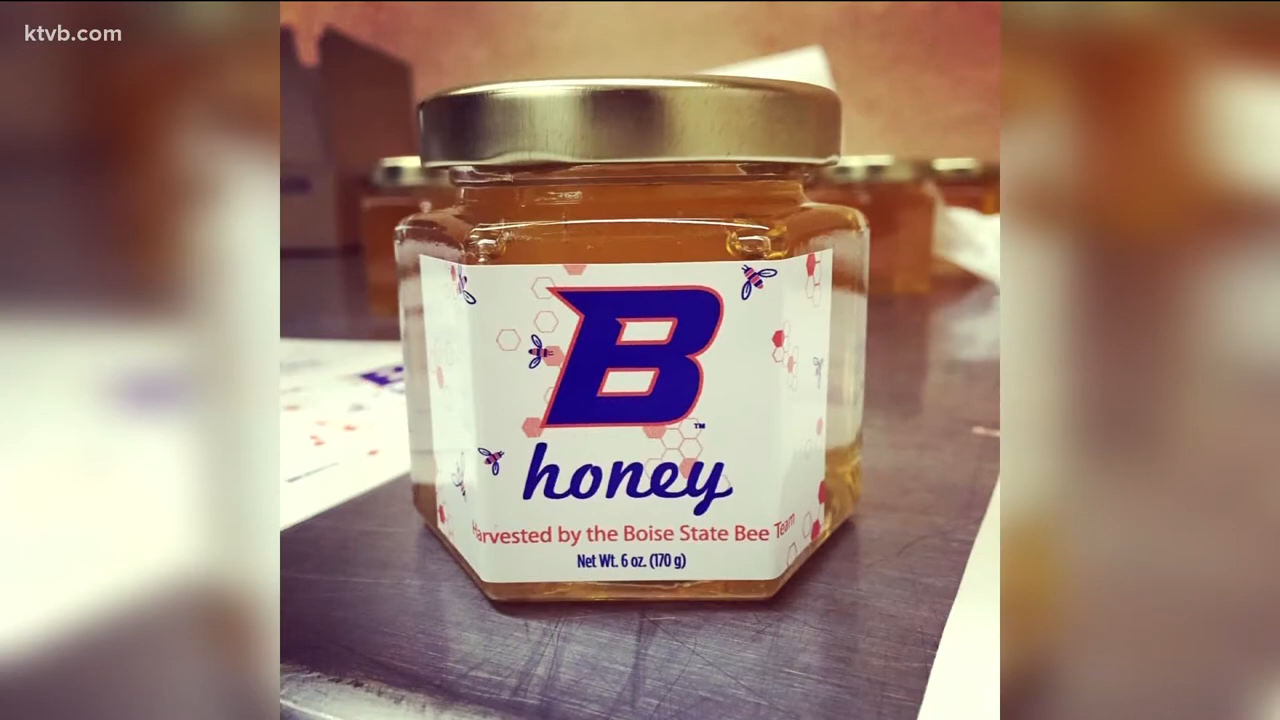 ktvb.com
B
TM
honey
Harvested by the Boise State Bee Team
Net Wt. 6 oz. (170 g)